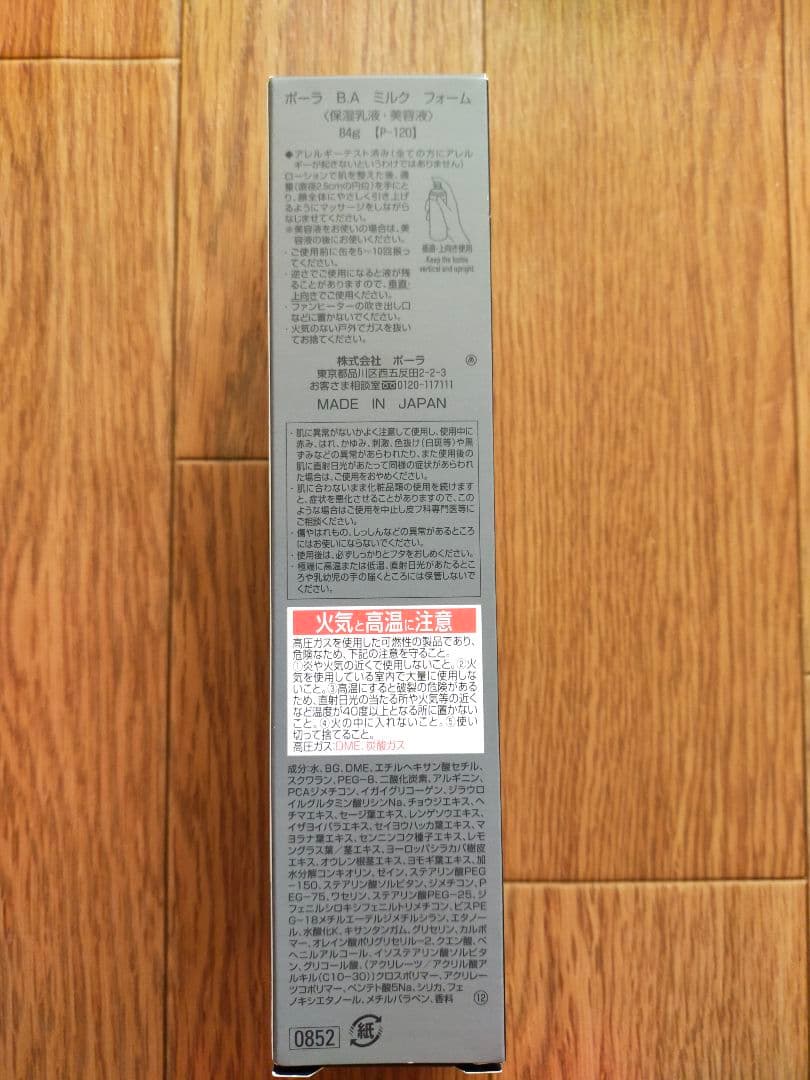 ポーラ B.A ミルク フォーム
〈保湿乳液・美容液〉
84g 【P-120】
●アレルギーテスト済み(全ての方にアレル
ギーが起きないというわけではありません)
ローションで肌を整えた後、適
量(直径2.5cmの円位)を手にと
り、顔全体にやさしく引き上げ
るようにマッサージをしながら
なじませてください。
※美容液をお使いの場合は、美
容液の後にお使いください。
・ご使用前に缶を5〜10回振っ
てください。
・逆さでご使用になると液が残
ることがありますので、垂直・
上向きでご使用ください。
・ファンヒーターの吹き出し口
などに置かないでください。
・火気のない戸外でガスを抜い
てお捨てください。
垂直・上向き使用
Keep the bottle
vertical and upright
株式会社 ポーラ あ
東京都品川区西五反田2-2-3
お客さま相談室 0120-117111
MADE IN JAPAN
・肌に異常がないかよく注意して使用し、使用中に
赤み、はれ、かゆみ、刺激、色抜け(白斑等)や黒
ずみなどの異常があらわれたり、また使用後の
肌に直射日光があたって同様の症状があらわれ
た場合は、ご使用をおやめください。
・肌に合わないまま化粧品類の使用を続けます
と、症状を悪化させることがありますので、この
ような場合はご使用を中止し皮フ科専門医等に
ご相談ください。
・傷やはれもの、しっしんなどの異常があるところ
にはお使いにならないでください。
・使用後は、必ずしっかりとフタをおしめください。
・極端に高温または低温、直射日光があたるとこ
ろや乳幼児の手の届くところには保管しないで
ください。
火気と高温に注意
高圧ガスを使用した可燃性の製品であり、
危険なため、下記の注意を守ること。
①炎や火気の近くで使用しないこと。②火
気を使用している室内で大量に使用しな
いこと。③高温にすると破裂の危険がある
ため、直射日光の当たる所や火気等の近く
など温度が40度以上となる所に置かない
こと。④火の中に入れないこと。⑤使い
切って捨てること。
高圧ガス:DME、炭酸ガス
成分:水、BG、DME、エチルヘキサン酸セチル、
スクワラン、PEG-8、二酸化炭素、アルギニン、
PCAジメチコン、イガイグリコーゲン、ジラウロ
イルグルタミン酸リシンNa、チョウジエキス、ヘ
チマエキス、セージ葉エキス、レンゲソウエキス、
イザヨイバラエキス、セイヨウハッカ葉エキス、マ
ヨラナ葉エキス、センニンコク種子エキス、レモ
ングラス葉/茎エキス、ヨーロッパシラカバ樹皮
エキス、オウレン根茎エキス、ヨモギ葉エキス、加
水分解コンキオリン、ゼイン、ステアリン酸PEG
-150、ステアリン酸ソルビタン、ジメチコン、P
EG-75、ワセリン、ステアリン酸PEG-25、ジ
フェニルシロキシフェニルトリメチコン、ビスPE
G-18メチルエーテルジメチルシラン、エタノー
ル、水酸化K、キサンタンガム、グリセリン、カルボ
マー、オレイン酸ポリグリセリル-2、クエン酸、ベ
ヘニルアルコール、イソステアリン酸ソルビタ
ン、グリコール酸、(アクリレーツ/アクリル酸ア
ルキル(C10-30))クロスポリマー、アクリレー
ツコポリマー、ペンテト酸5Na、シリカ、フェ
ノキシエタノール、メチルパラベン、香料 ⑫
0852 紙